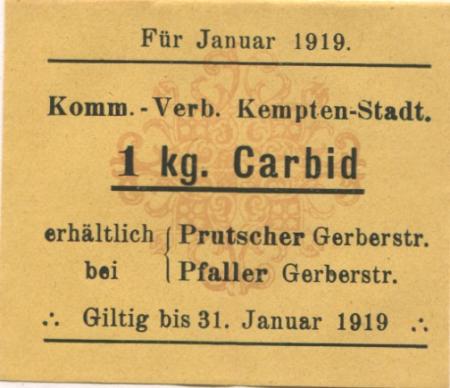 Für Januar 1919.
Komm.-Verb. Kempten-Stadt.
1 kg. Carbid
erhältlich { Prutscher Gerberstr.
bei { Pfaller Gerberstr.
∴ Giltig bis 31. Januar 1919 ∴